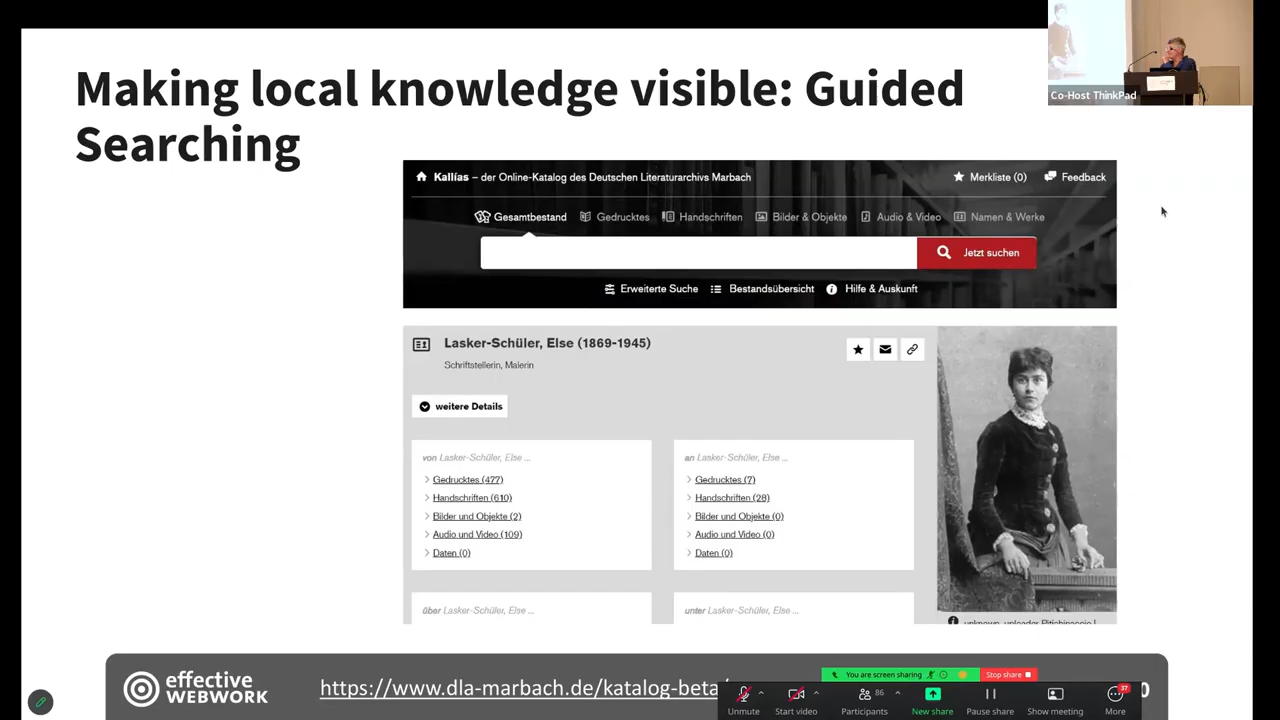 Making local knowledge visible: Guided
Searching
Co-Host ThinkPad
Kallías – der Online-Katalog des Deutschen Literaturarchivs Marbach
Merkliste (0)
Feedback
Gesamtbestand
Gedrucktes
Handschriften
Bilder & Objekte
Audio & Video
Namen & Werke
Jetzt suchen
Erweiterte Suche
Bestandsübersicht
Hilfe & Auskunft
Lasker-Schüler, Else (1869-1945)
Schriftstellerin, Malerin
weitere Details
von Lasker-Schüler, Else ...
Gedrucktes (477)
Handschriften (610)
Bilder und Objekte (2)
Audio und Video (109)
Daten (0)
an Lasker-Schüler, Else ...
Gedrucktes (7)
Handschriften (28)
Bilder und Objekte (0)
Audio und Video (0)
Daten (0)
über Lasker-Schüler, Else ...
unter Lasker-Schüler, Else ...
effective
WEBWORK
https://www.dla-marbach.de/katalog-beta/
You are screen sharing
Stop share
0
Unmute
Start video
86
Participants
New share
Pause share
Show meeting
37
More